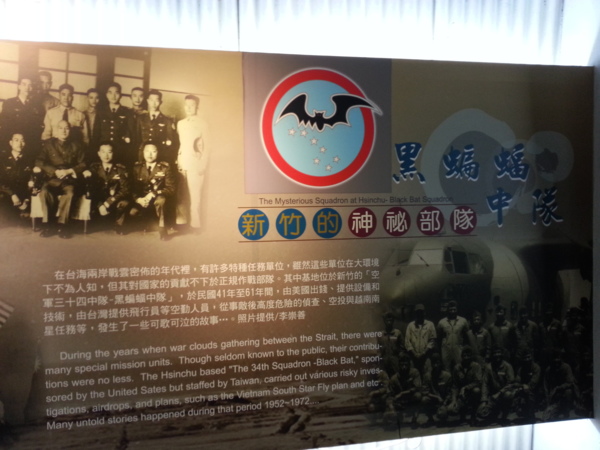 黑蝙蝠
中隊
The Mysterious Squadron at Hsinchu- Black Bat Squadron
新竹的神祕部隊
在台海兩岸戰雲密佈的年代裡，有許多特種任務單位，雖然這些單位在大環境
下不為人知，但其對國家的貢獻不下於正規作戰部隊。其中基地位於新竹的「空
軍三十四中隊-黑蝙蝠中隊」，於民國41年至61年間，由美國出錢、提供設備和
技術，由台灣提供飛行員等空勤人員，從事敵後高度危險的偵查、空投與越南南
星任務等，發生了一些可歌可泣的故事…。照片提供/李崇善
During the years when war clouds gathering between the Strait, there were
many special mission units. Though seldom known to the public, their contribu-
tions were no less. The Hsinchu based "The 34th Squadron -Black Bat," spon-
sored by the United Sates but staffed by Taiwan, carried out various risky inves-
tigations, airdrops, and plans, such as the Vietnam South Star Fly plan and etc.
Many untold stories happened during that period 1952~1972...